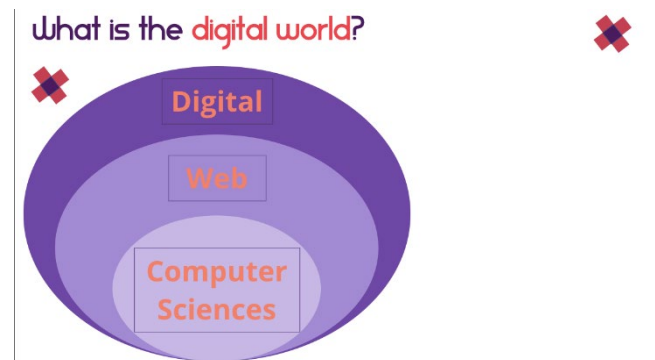 What is the digital world?
Digital
Web
Computer
Sciences